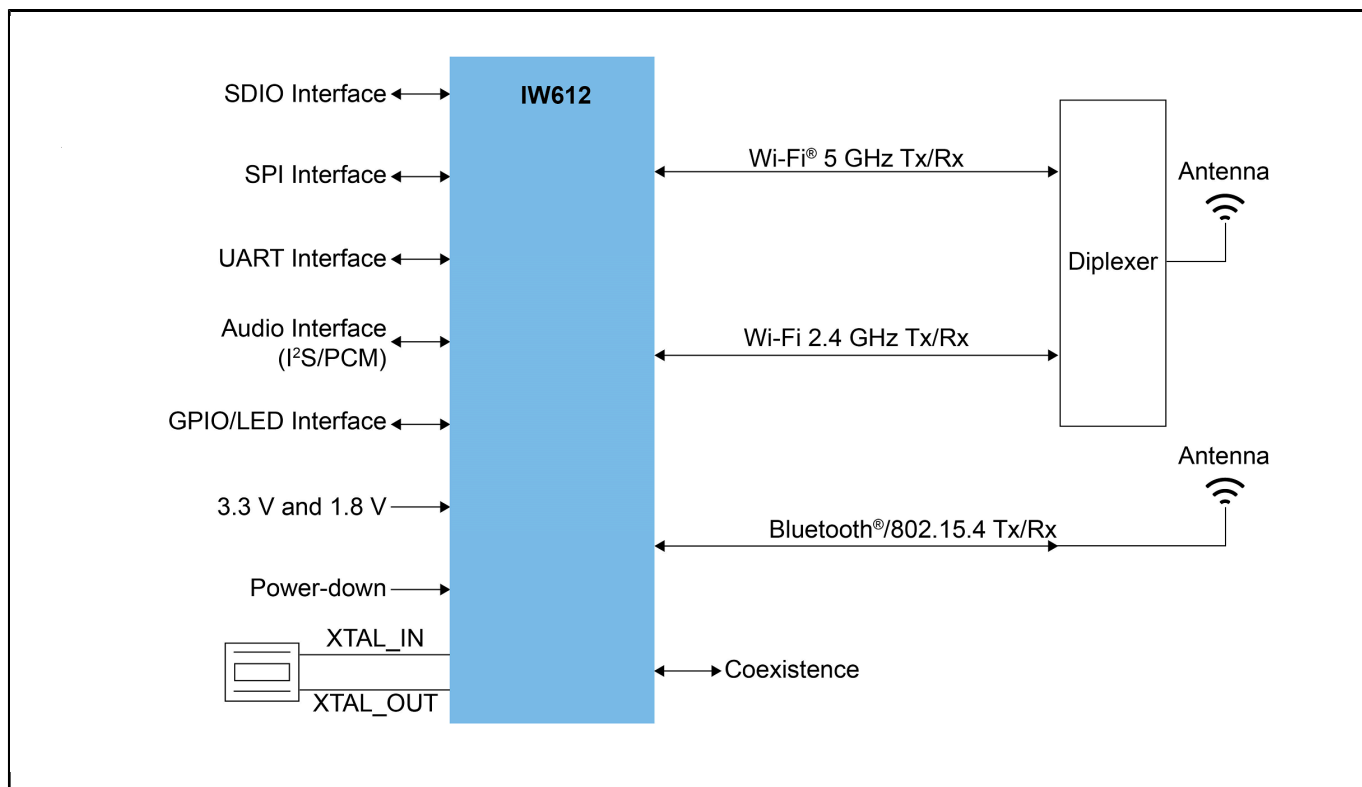 IW612
SDIO Interface
SPI Interface
UART Interface
Audio Interface
(I²S/PCM)
GPIO/LED Interface
3.3 V and 1.8 V
Power-down
XTAL_IN
XTAL_OUT
Wi-Fi® 5 GHz Tx/Rx
Wi-Fi 2.4 GHz Tx/Rx
Bluetooth®/802.15.4 Tx/Rx
Coexistence
Diplexer
Antenna
Antenna